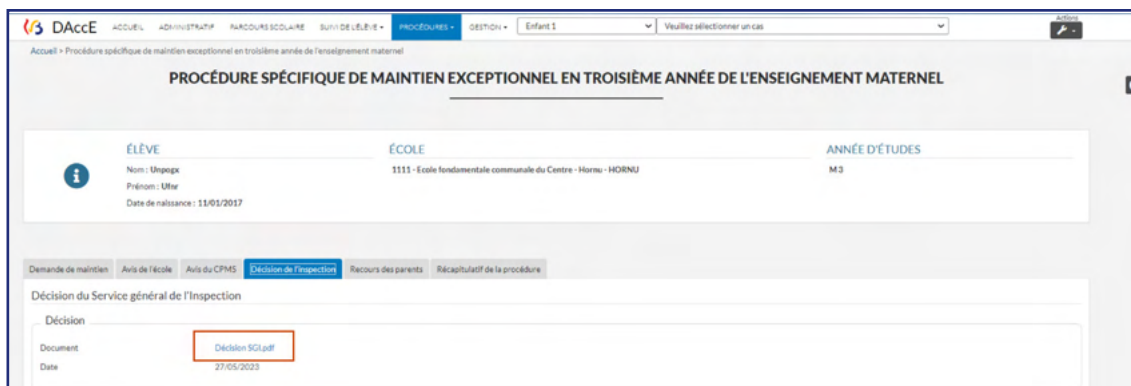 DAccE ACCUEIL ADMINISTRATIF PARCOURS SCOLAIRE SUIVI DE L'ÉLÈVE PROCÉDURES GESTION Enfant 1 Veuillez sélectionner un cas Actions
Accueil > Procédure spécifique de maintien exceptionnel en troisième année de l'enseignement maternel
PROCÉDURE SPÉCIFIQUE DE MAINTIEN EXCEPTIONNEL EN TROISIÈME ANNÉE DE L'ENSEIGNEMENT MATERNEL
ÉLÈVE ÉCOLE ANNÉE D'ÉTUDES
Nom : Unpogx 1111 - Ecole fondamentale communale du Centre - Hornu - HORNU M3
Prénom : Ufnr
Date de naissance : 11/01/2017
Demande de maintien Avis de l'école Avis du CPMS Décision de l'inspection Recours des parents Récapitulatif de la procédure
Décision du Service général de l'Inspection
Décision
Document Décision SGI.pdf
Date 27/05/2023